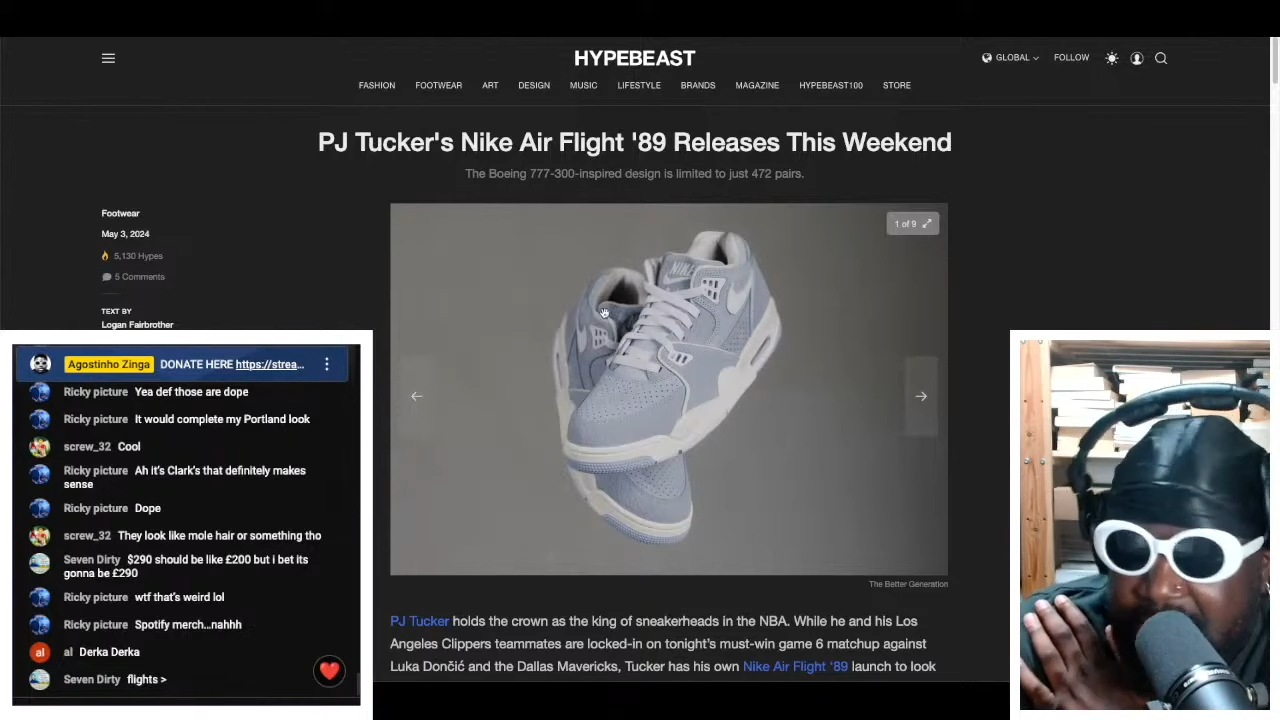 HYPEBEAST
GLOBAL
FOLLOW
FASHION
FOOTWEAR
ART
DESIGN
MUSIC
LIFESTYLE
BRANDS
MAGAZINE
HYPEBEAST100
STORE
PJ Tucker's Nike Air Flight '89 Releases This Weekend
The Boeing 777-300-inspired design is limited to just 472 pairs.
Footwear
May 3, 2024
5,130 Hypes
5 Comments
TEXT BY
Logan Fairbrother
1 of 9
NIKE
The Better Generation
PJ Tucker holds the crown as the king of sneakerheads in the NBA. While he and his Los
Angeles Clippers teammates are locked-in on tonight's must-win game 6 matchup against
Luka Dončić and the Dallas Mavericks, Tucker has his own Nike Air Flight '89 launch to look
Agostinho Zinga DONATE HERE https://strea...
Ricky picture Yea def those are dope
Ricky picture It would complete my Portland look
screw_32 Cool
Ricky picture Ah it's Clark's that definitely makes
sense
Ricky picture Dope
screw_32 They look like mole hair or something tho
Seven Dirty $290 should be like £200 but i bet its
gonna be £290
Ricky picture wtf that's weird lol
Ricky picture Spotify merch...nahhh
al
al Derka Derka
Seven Dirty flights >